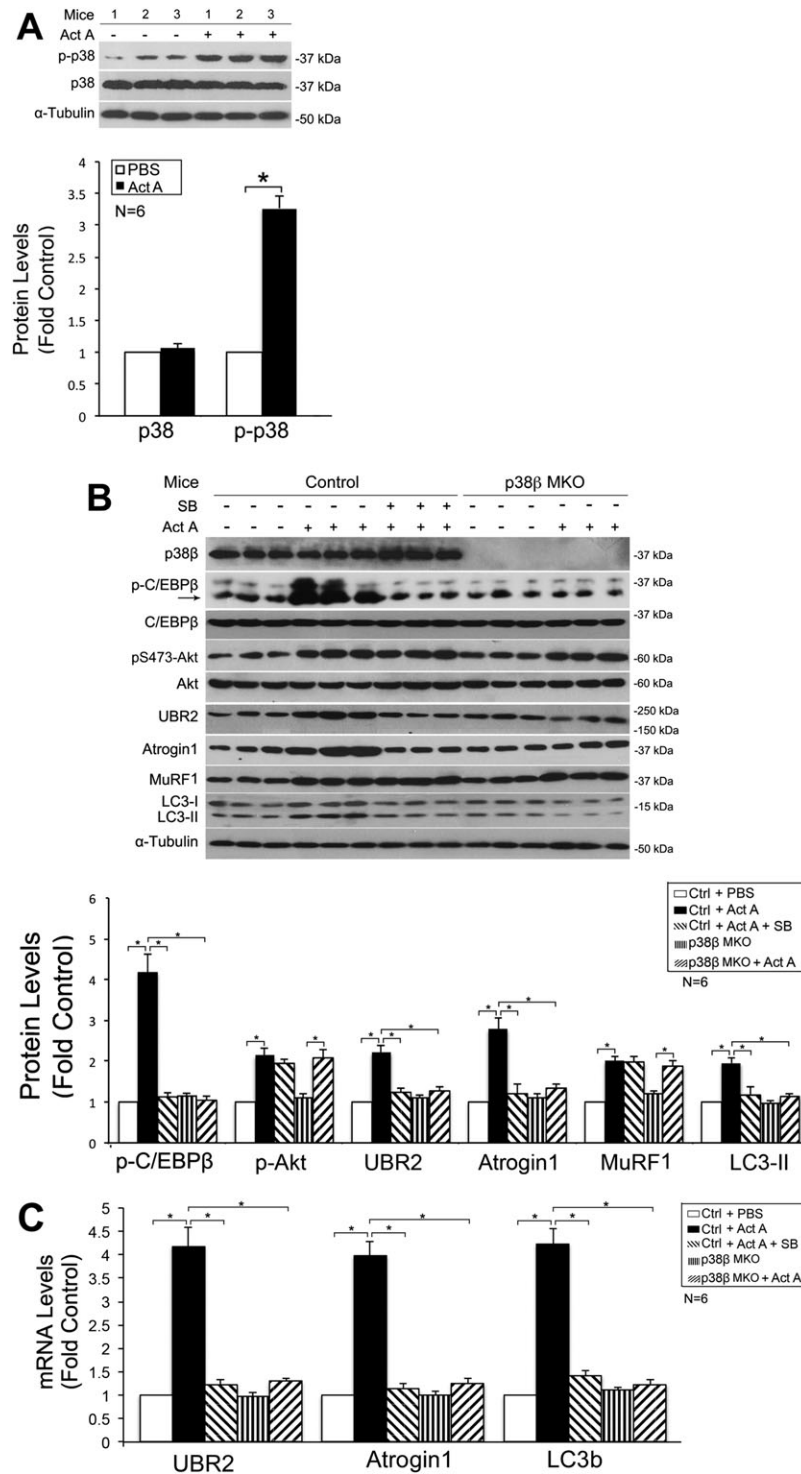 A
Mice 1 2 3 1 2 3
Act A - - - + + +
p-p38 -37 kDa
p38 -37 kDa
α-Tubulin -50 kDa
Protein Levels
(Fold Control)
4
3.5
3
2.5
2
1.5
1
0.5
0
PBS
Act A
N=6
*
p38 p-p38
B
Mice Control p38β MKO
SB - - - - - - + + + - - - - - -
Act A - - - + + + + + + - - - + + +
p38β -37 kDa
p-C/EBPβ -37 kDa
C/EBPβ -37 kDa
pS473-Akt -60 kDa
Akt -60 kDa
UBR2 -250 kDa
-150 kDa
Atrogin1 -37 kDa
MuRF1 -37 kDa
LC3-I -15 kDa
LC3-II
α-Tubulin -50 kDa
Protein Levels
(Fold Control)
6
5
4
3
2
1
0
Ctrl + PBS
Ctrl + Act A
Ctrl + Act A + SB
p38β MKO
p38β MKO + Act A
N=6
* * *
* *
* * *
* * *
* *
* * *
p-C/EBPβ p-Akt UBR2 Atrogin1 MuRF1 LC3-II
C
mRNA Levels
(Fold Control)
5
4.5
4
3.5
3
2.5
2
1.5
1
0.5
0
Ctrl + PBS
Ctrl + Act A
Ctrl + Act A + SB
p38β MKO
p38β MKO + Act A
N=6
* * *
* * *
* * *
UBR2 Atrogin1 LC3b